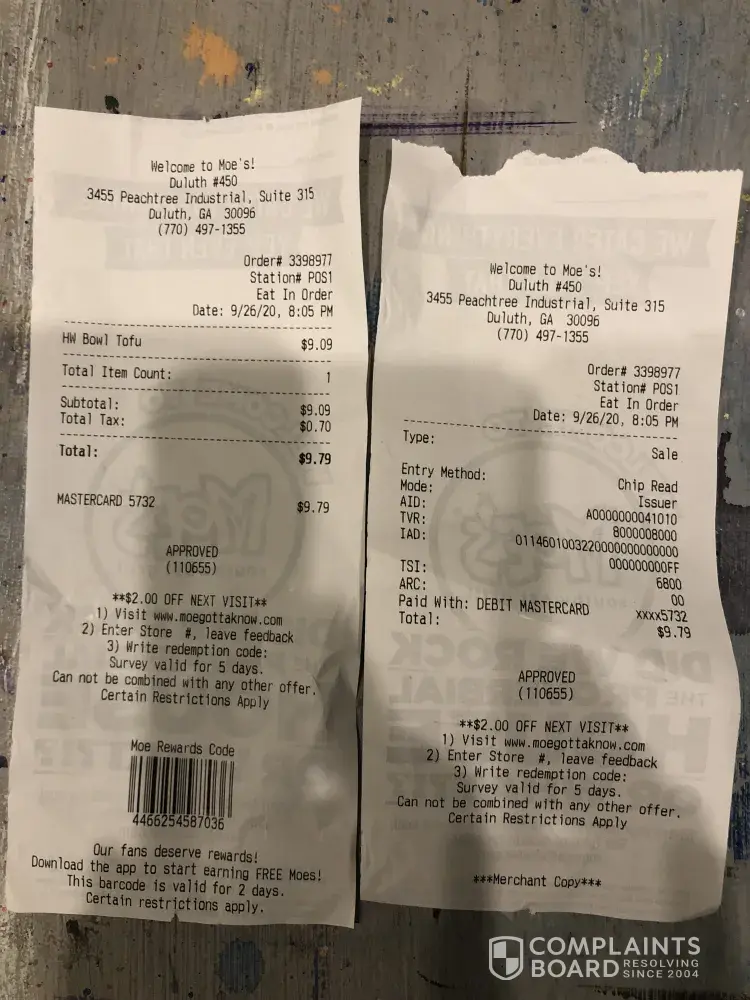 Welcome to Moe's!
Duluth #450
3455 Peachtree Industrial, Suite 315
Duluth, GA 30096
(770) 497-1355
Order# 3398977
Station# POS1
Eat In Order
Date: 9/26/20, 8:05 PM
HW Bowl Tofu $9.09
Total Item Count: 1
Subtotal: $9.09
Total Tax: $0.70
Total: $9.79
MASTERCARD 5732 $9.79
APPROVED
(110655)
**$2.00 OFF NEXT VISIT**
1) Visit www.moegottaknow.com
2) Enter Store #, leave feedback
3) Write redemption code:
Survey valid for 5 days.
Can not be combined with any other offer.
Certain Restrictions Apply
Moe Rewards Code
4466254587036
Our fans deserve rewards!
Download the app to start earning FREE Moes!
This barcode is valid for 2 days.
Certain restrictions apply.
Welcome to Moe's!
Duluth #450
3455 Peachtree Industrial, Suite 315
Duluth, GA 30096
(770) 497-1355
Order# 3398977
Station# POS1
Eat In Order
Date: 9/26/20, 8:05 PM
Type: Sale
Entry Method: Chip Read
Mode: Issuer
AID: A0000000041010
TVR: 8000008000
IAD: 0114601003220000000000000
000000000FF
TSI: 6800
ARC: 00
Paid With: DEBIT MASTERCARD xxxx5732
Total: $9.79
APPROVED
(110655)
**$2.00 OFF NEXT VISIT**
1) Visit www.moegottaknow.com
2) Enter Store #, leave feedback
3) Write redemption code:
Survey valid for 5 days.
Can not be combined with any other offer.
Certain Restrictions Apply
***Merchant Copy***
COMPLAINTS
BOARD RESOLVING
SINCE 2004